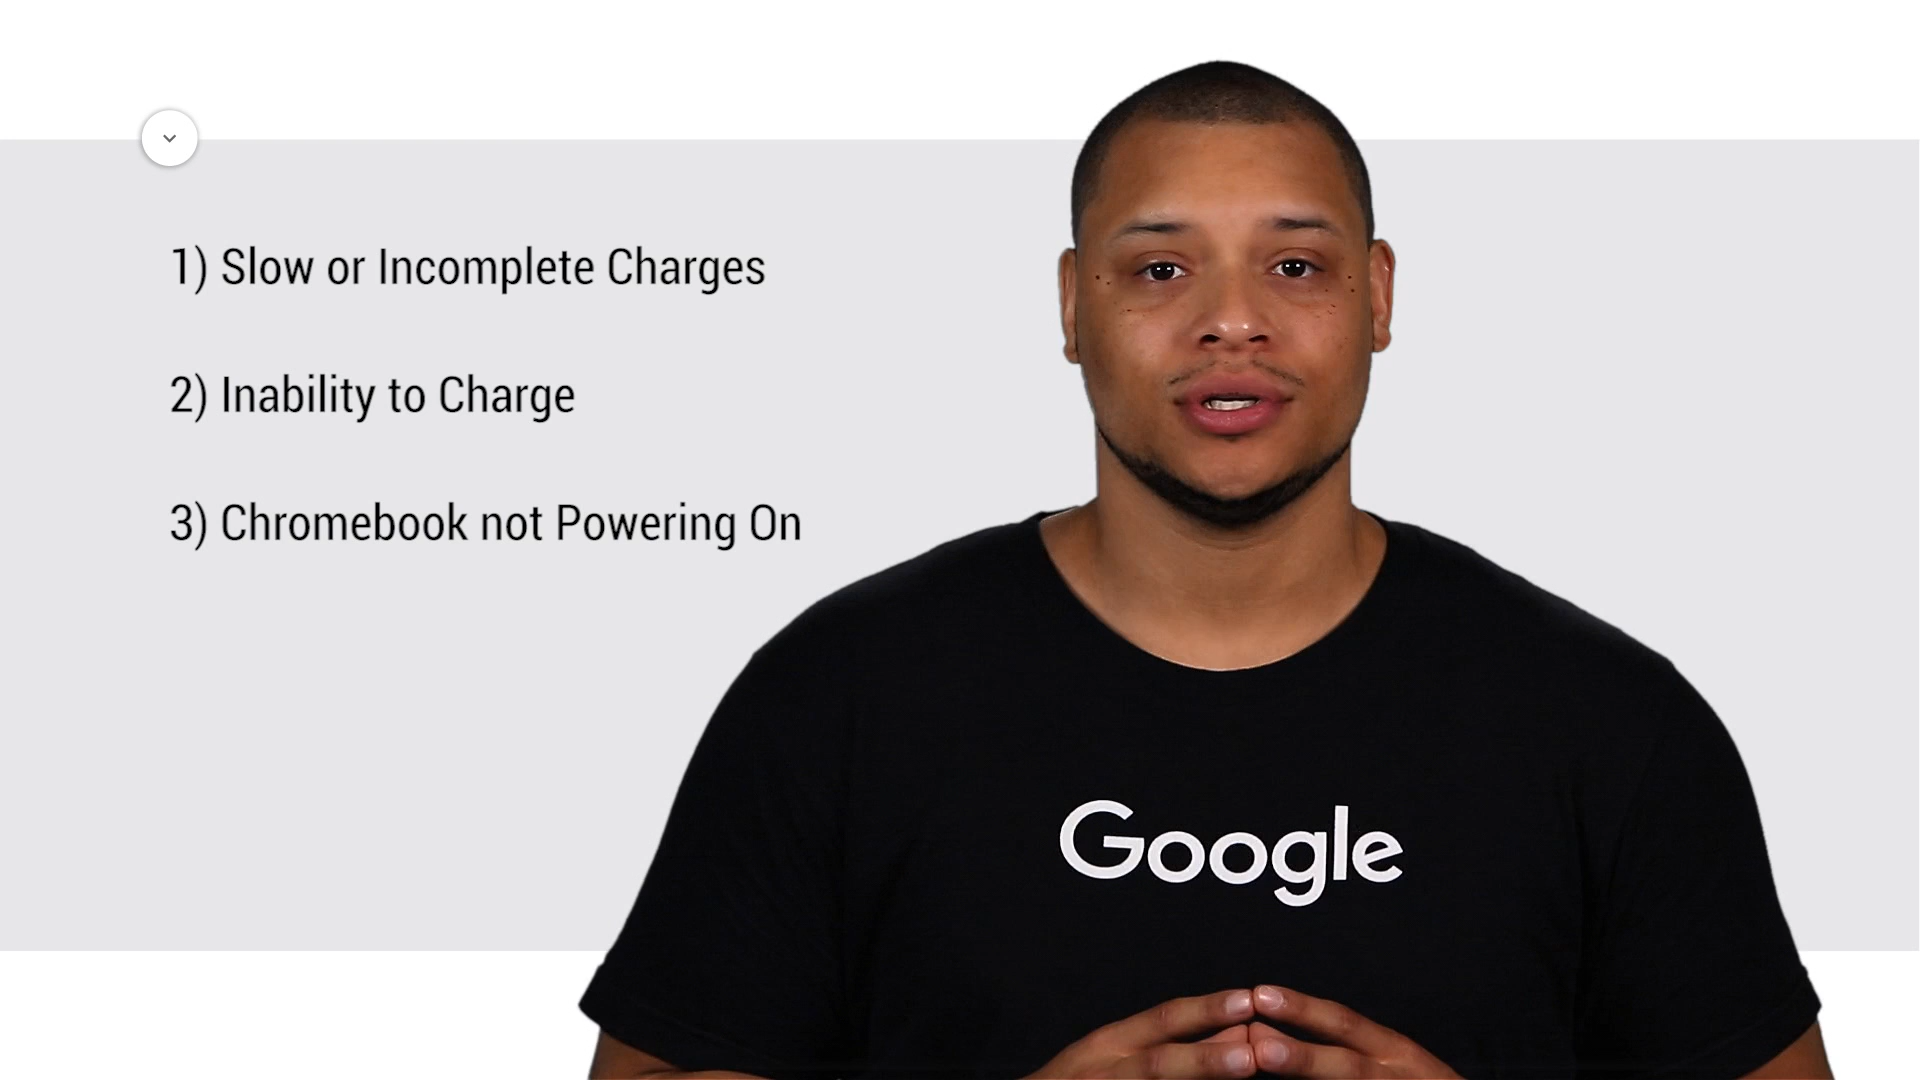 1) Slow or Incomplete Charges
2) Inability to Charge
3) Chromebook not Powering On
Google